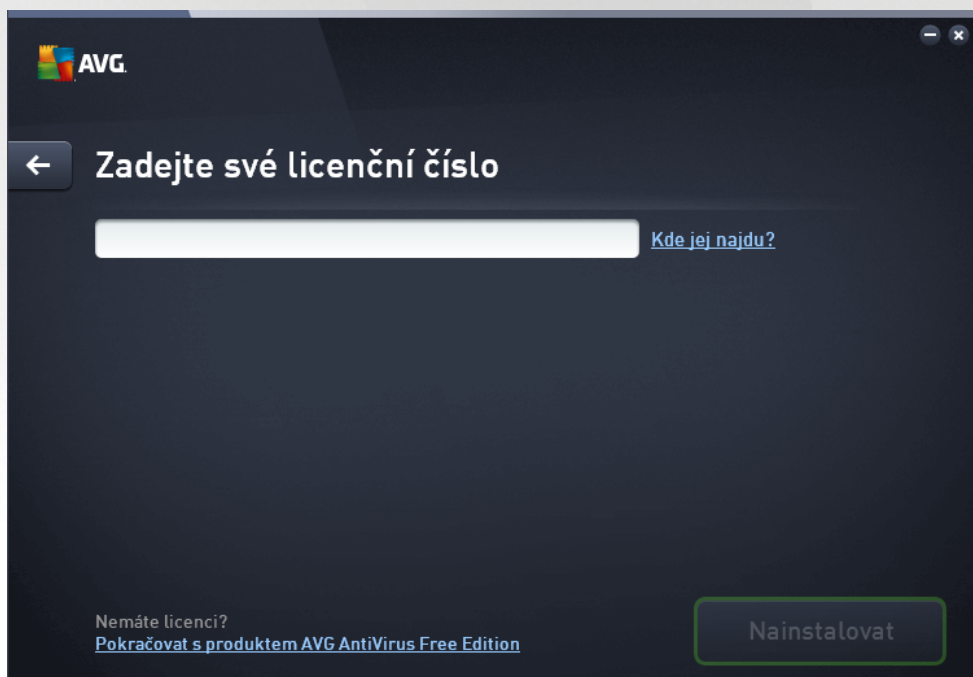 AVG.
Zadejte své licenční číslo
Kde jej najdu?
Nemáte licenci?
Pokračovat s produktem AVG AntiVirus Free Edition
Nainstalovat